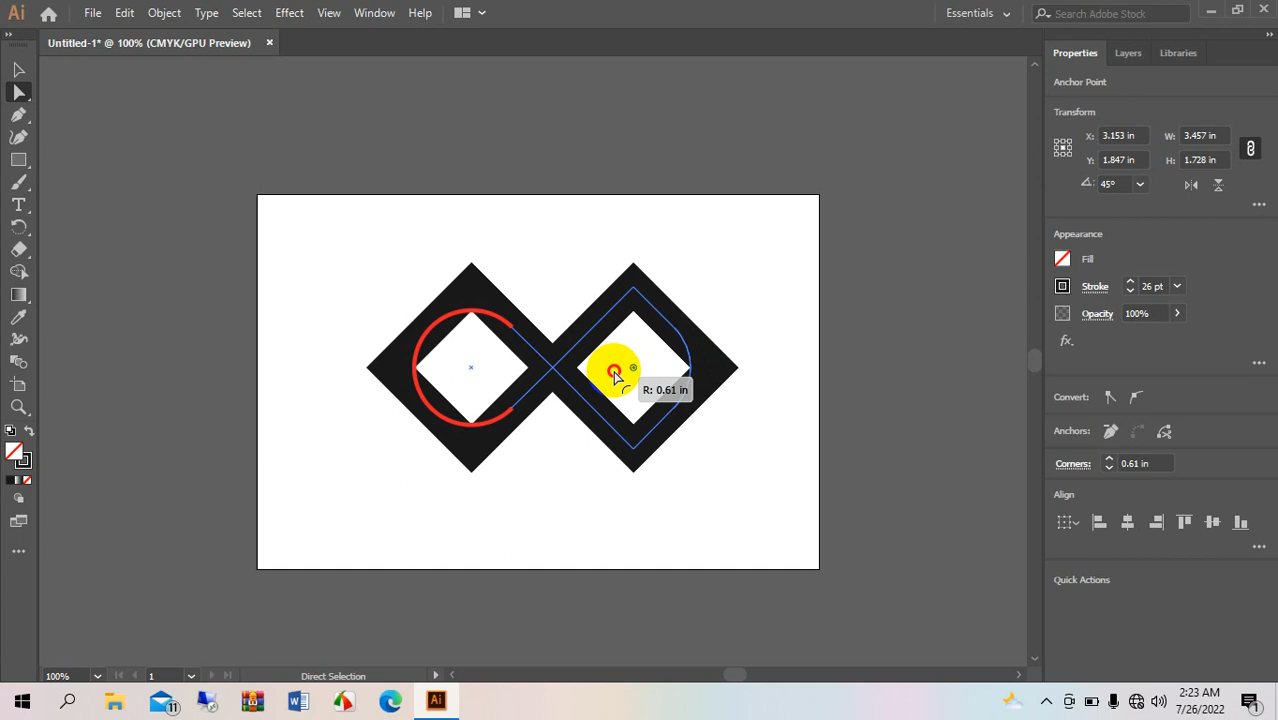 Ai File Edit Object Type Select Effect View Window Help Essentials Search Adobe Stock
Untitled-1* @ 100% (CMYK/GPU Preview)
Properties Layers Libraries
Anchor Point
Transform
X: 3.153 in W: 3.457 in
Y: 1.847 in H: 1.728 in
45°
Appearance
Fill
Stroke 26 pt
Opacity 100%
fx.
R: 0.61 in
Convert:
Anchors:
Corners: 0.61 in
Align
Quick Actions
100% 1 Direct Selection
11 W Ai 2:23 AM
7/26/2022 1